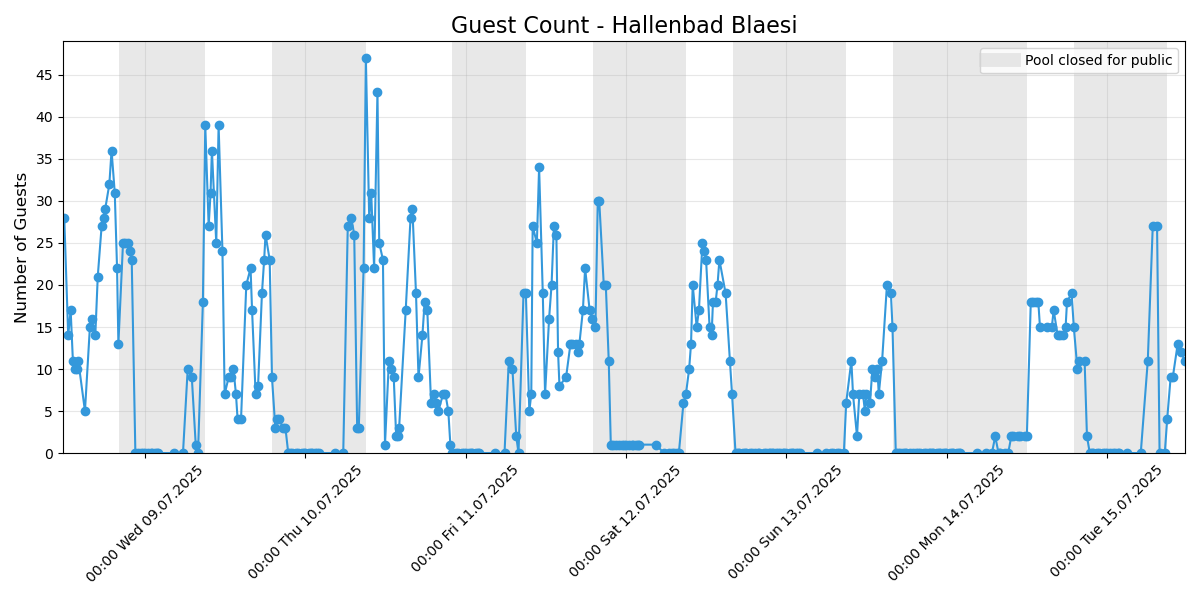 Guest Count - Hallenbad Blaesi
Pool closed for public
Number of Guests
45
40
35
30
25
20
15
10
5
0
00:00 Wed 09.07.2025
00:00 Thu 10.07.2025
00:00 Fri 11.07.2025
00:00 Sat 12.07.2025
00:00 Sun 13.07.2025
00:00 Mon 14.07.2025
00:00 Tue 15.07.2025